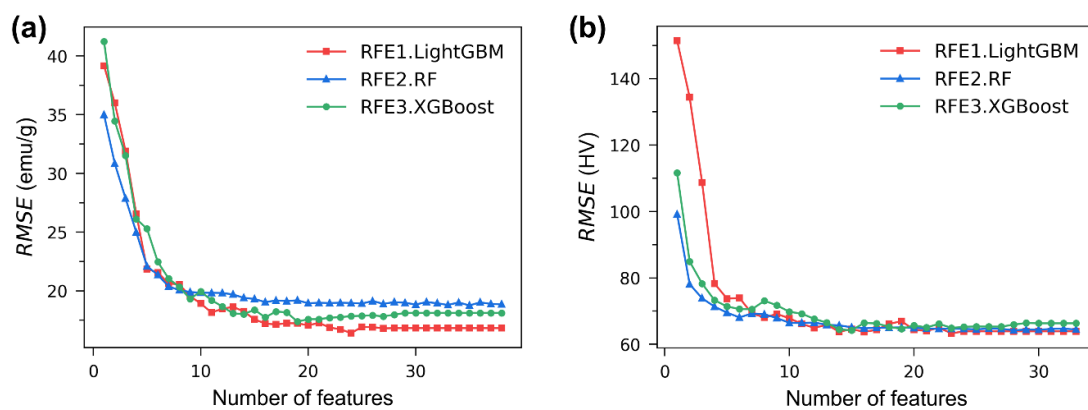 (a)
RMSE (emu/g)
40
35
30
25
20
RFE1.LightGBM
RFE2.RF
RFE3.XGBoost
0 10 20 30
Number of features
(b)
RMSE (HV)
140
120
100
80
60
RFE1.LightGBM
RFE2.RF
RFE3.XGBoost
0 10 20 30
Number of features